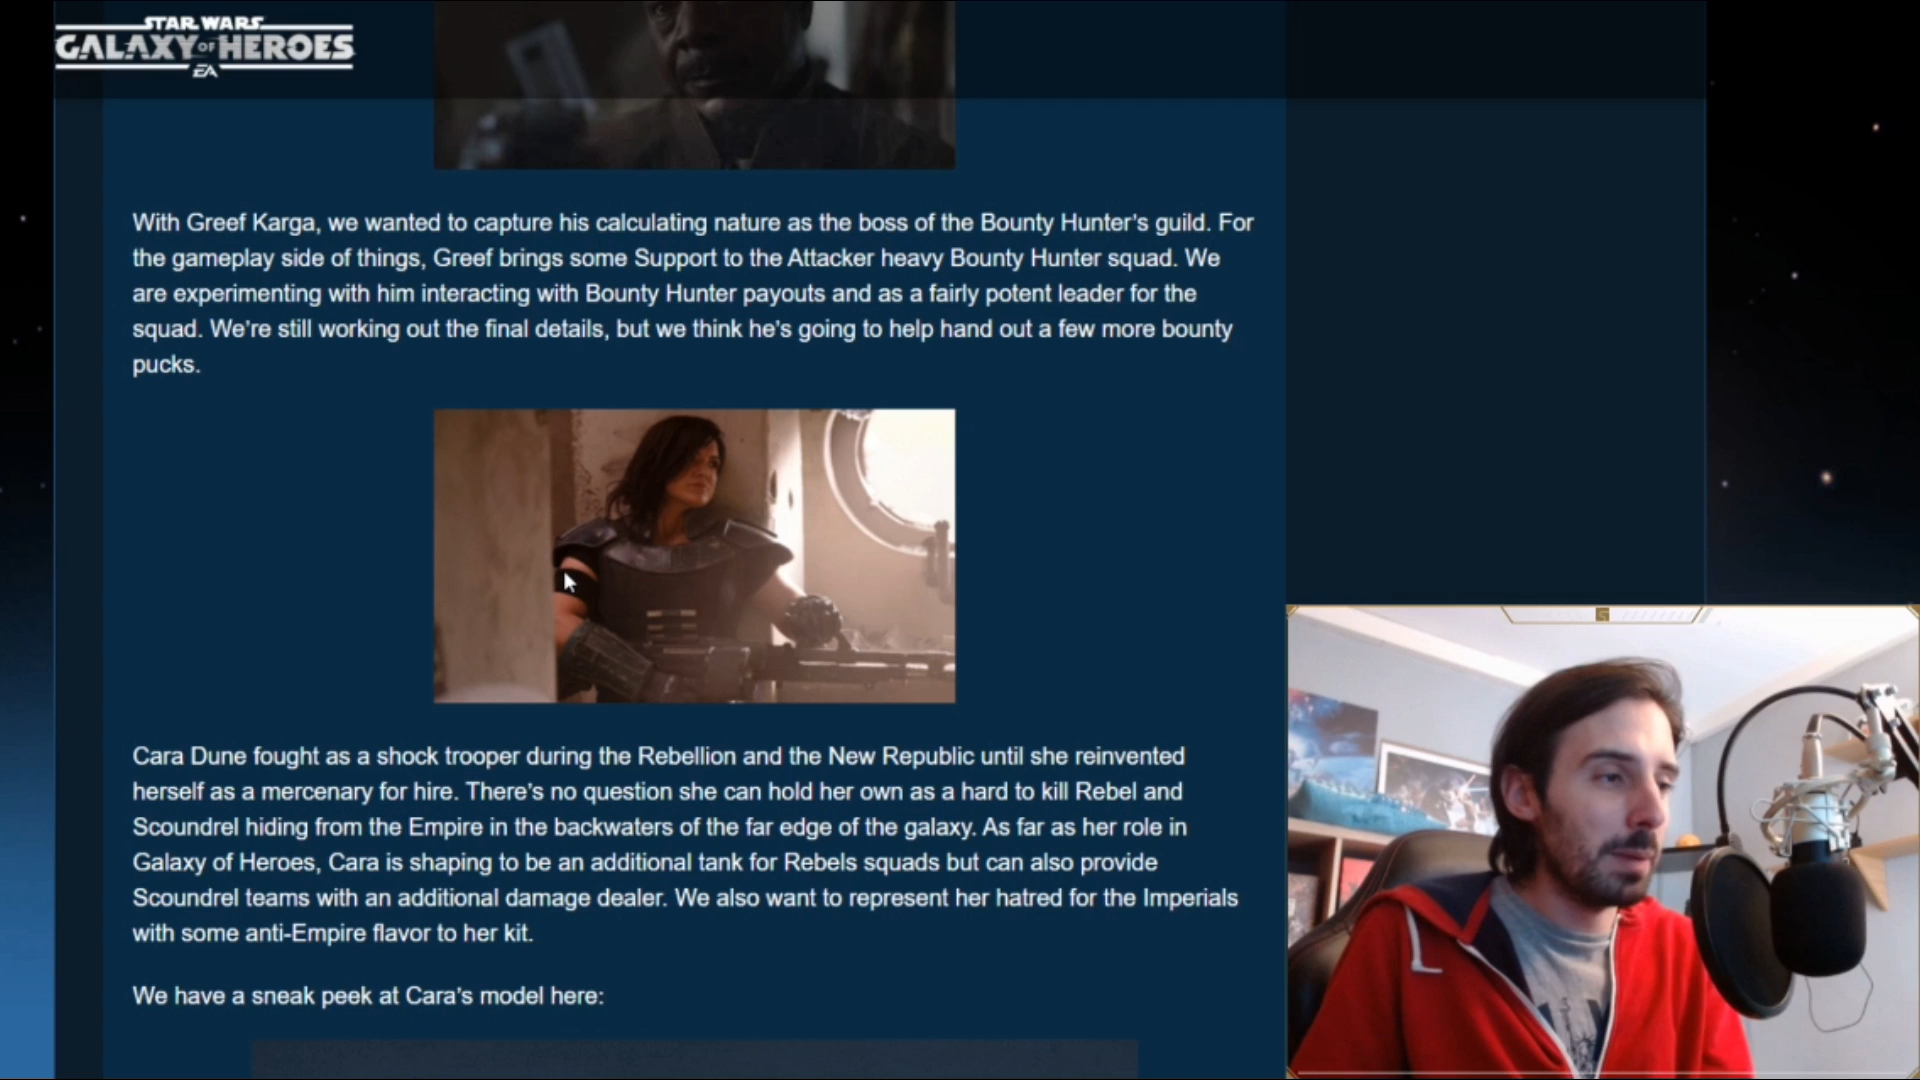 STAR WARS
GALAXY OF HEROES
EA
With Greef Karga, we wanted to capture his calculating nature as the boss of the Bounty Hunter's guild. For
the gameplay side of things, Greef brings some Support to the Attacker heavy Bounty Hunter squad. We
are experimenting with him interacting with Bounty Hunter payouts and as a fairly potent leader for the
squad. We're still working out the final details, but we think he's going to help hand out a few more bounty
pucks.
Cara Dune fought as a shock trooper during the Rebellion and the New Republic until she reinvented
herself as a mercenary for hire. There's no question she can hold her own as a hard to kill Rebel and
Scoundrel hiding from the Empire in the backwaters of the far edge of the galaxy. As far as her role in
Galaxy of Heroes, Cara is shaping to be an additional tank for Rebels squads but can also provide
Scoundrel teams with an additional damage dealer. We also want to represent her hatred for the Imperials
with some anti-Empire flavor to her kit.
We have a sneak peek at Cara's model here: